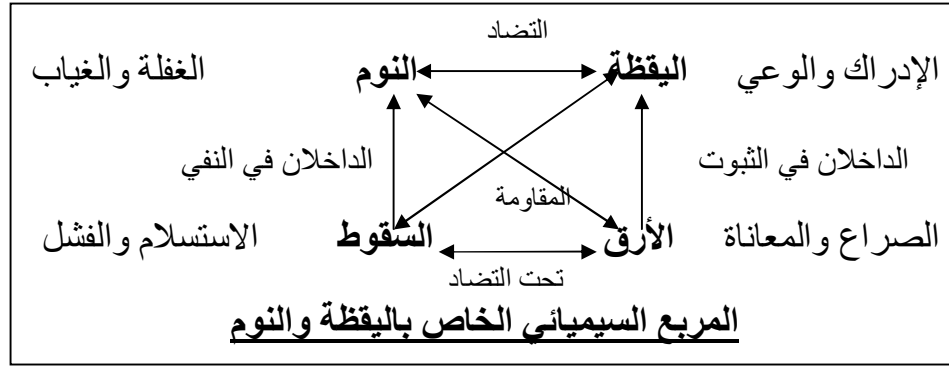 التضاد
الإدراك والوعي اليقظة النوم الغفلة والغياب
الداخلان في الثبوت الداخلان في النفي
المقاومة
الصراع والمعاناة الأرق السقوط الاستسلام والفشل
تحت التضاد
المربع السيميائي الخاص باليقظة والنوم